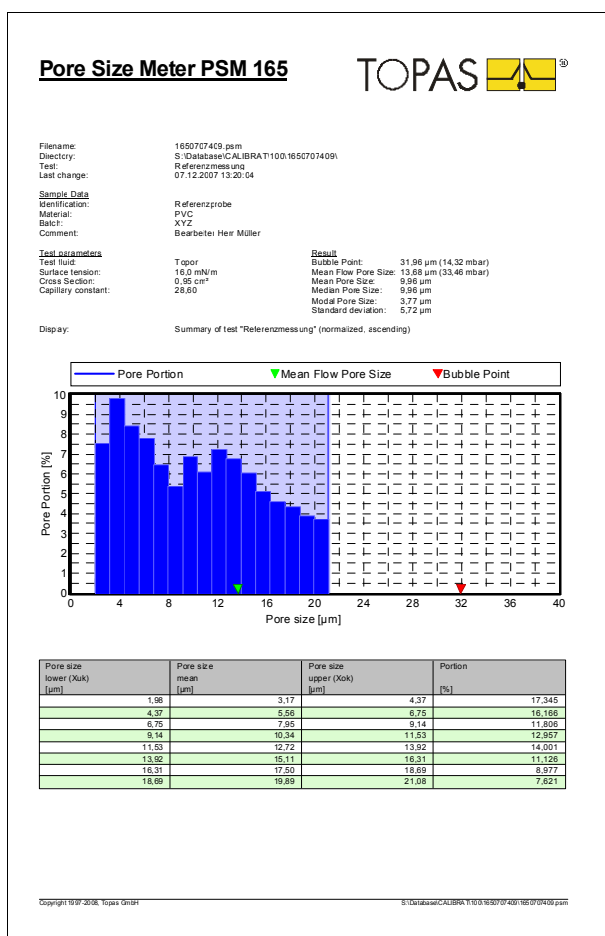 Pore Size Meter PSM 165
TOPAS ®
Filename: 1650707409.psm
Directory: S:\Database\CALIBRAT\100\1650707409\
Test: Referenzmessung
Last change: 07.12.2007 13:20:04
Sample Data
Identification: Referenzprobe
Material: PVC
Batch: XYZ
Comment: Bearbeiter Herr Müller
Test parameters
Test fluid: Topor
Surface tension: 16,0 mN/m
Cross Section: 0,95 cm²
Capillary constant: 28,60
Result
Bubble Point: 31,96 µm (14,32 mbar)
Mean Flow Pore Size: 13,68 µm (33,46 mbar)
Mean Pore Size: 9,96 µm
Median Pore Size: 9,96 µm
Modal Pore Size: 3,77 µm
Standard deviation: 5,72 µm
Display: Summary of test "Referenzmessung" (normalized, ascending)
Pore Portion Mean Flow Pore Size Bubble Point
Pore Portion [%]
10
9
8
7
6
5
4
3
2
1
0
0 4 8 12 16 20 24 28 32 36 40
Pore size [µm]
Pore size Pore size Pore size Portion
lower (Xuk) mean upper (Xok)
[µm] [µm] [µm] [%]
1,98 3,17 4,37 17,345
4,37 5,56 6,75 16,166
6,75 7,95 9,14 11,806
9,14 10,34 11,53 12,957
11,53 12,72 13,92 14,001
13,92 15,11 16,31 11,126
16,31 17,50 18,69 8,977
18,69 19,89 21,08 7,621
Copyright 1997-2008, Topas GmbH S:\Database\CALIBRAT\100\1650707409\1650707409.psm